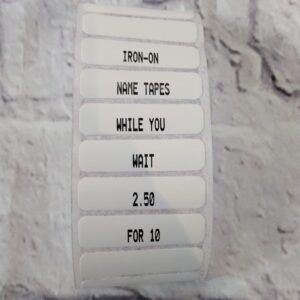 IRON-ON
NAME TAPES
WHILE YOU
WAIT
2.50
FOR 10